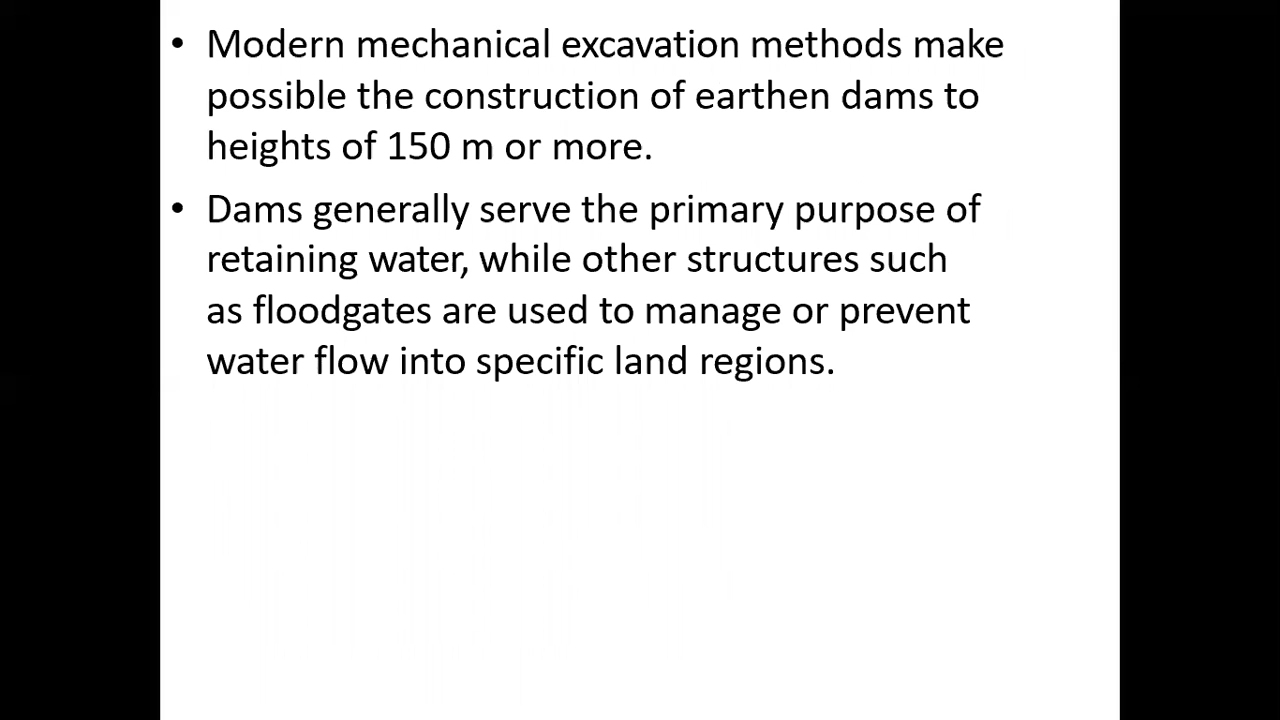 • Modern mechanical excavation methods make
possible the construction of earthen dams to
heights of 150 m or more.
• Dams generally serve the primary purpose of
retaining water, while other structures such
as floodgates are used to manage or prevent
water flow into specific land regions.